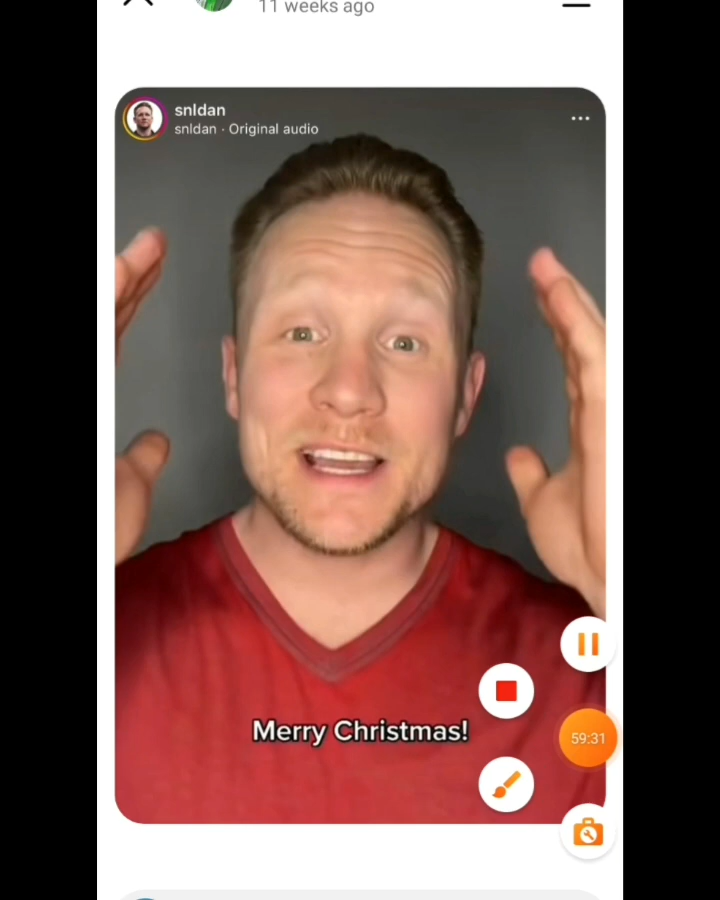 11 weeks ago
snldan
snldan · Original audio
Merry Christmas!
59:31